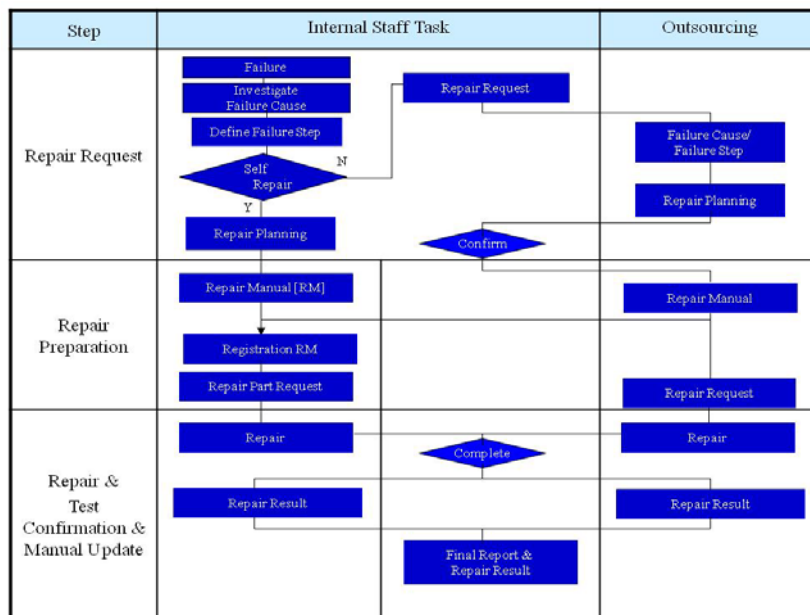 Step
Internal Staff Task
Outsourcing
Repair Request
Failure
Investigate
Failure Cause
Define Failure Step
Self
Repair
N
Y
Repair Planning
Repair Request
Confirm
Failure Cause/
Failure Step
Repair Planning
Repair
Preparation
Repair Manual [RM]
Registration RM
Repair Part Request
Repair Manual
Repair Request
Repair &
Test
Confirmation &
Manual Update
Repair
Complete
Repair
Repair Result
Repair Result
Final Report &
Repair Result